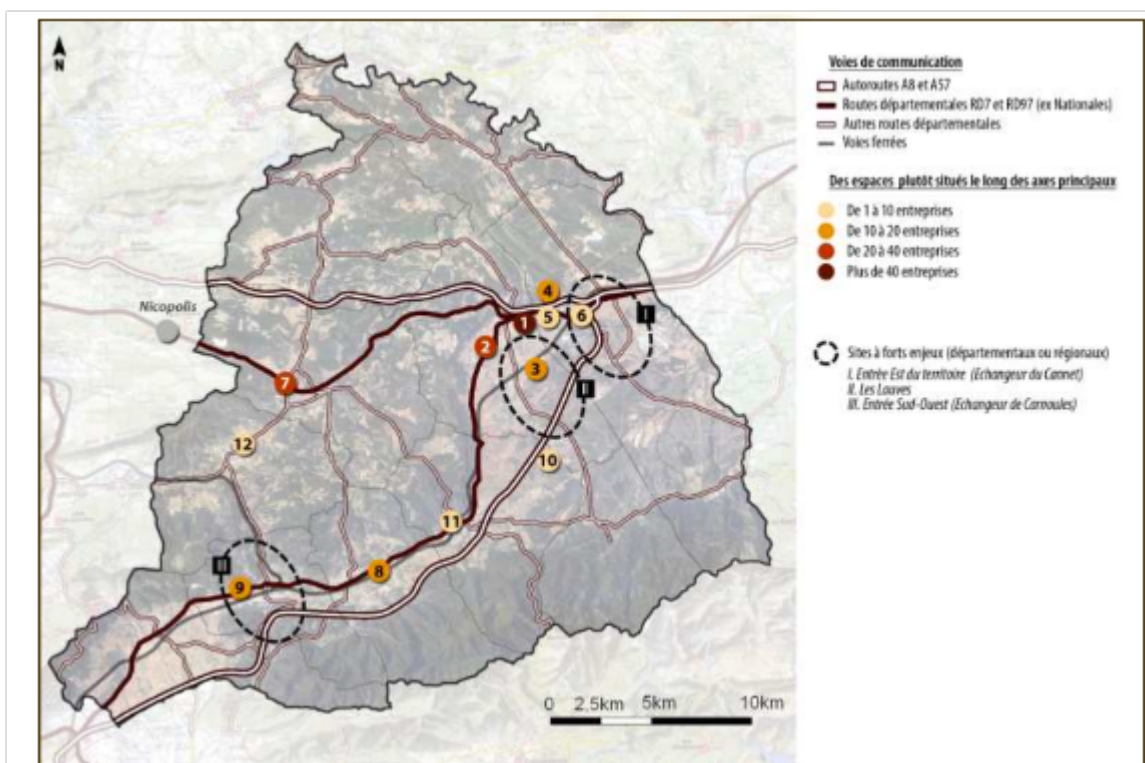 N
Nicopolis
4
5
6
1
I
2
3
II
7
12
10
11
8
III
9
0 2.5km 5km 10km
Voies de communication
Autoroutes A8 et A57
Routes départementales RD7 et RD97 (ex Nationales)
Autres routes départementales
Voies ferrées
Des espaces plutôt situés le long des axes principaux
De 1 à 10 entreprises
De 10 à 20 entreprises
De 20 à 40 entreprises
Plus de 40 entreprises
Sites à forts enjeux (départementaux ou régionaux)
I. Entrée Est du territoire (Echangeur du Cannet)
II. Les Lauves
III. Entrée Sud-Ouest (Echangeur de Carnoules)